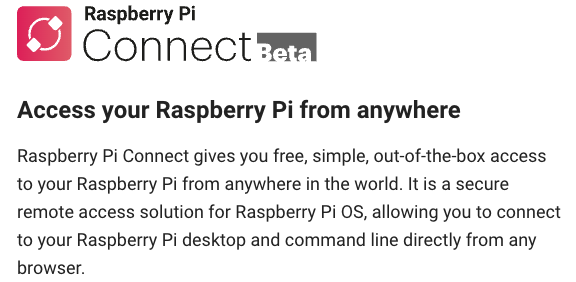 Raspberry Pi
Connect Beta
Access your Raspberry Pi from anywhere
Raspberry Pi Connect gives you free, simple, out-of-the-box access
to your Raspberry Pi from anywhere in the world. It is a secure
remote access solution for Raspberry Pi OS, allowing you to connect
to your Raspberry Pi desktop and command line directly from any
browser.